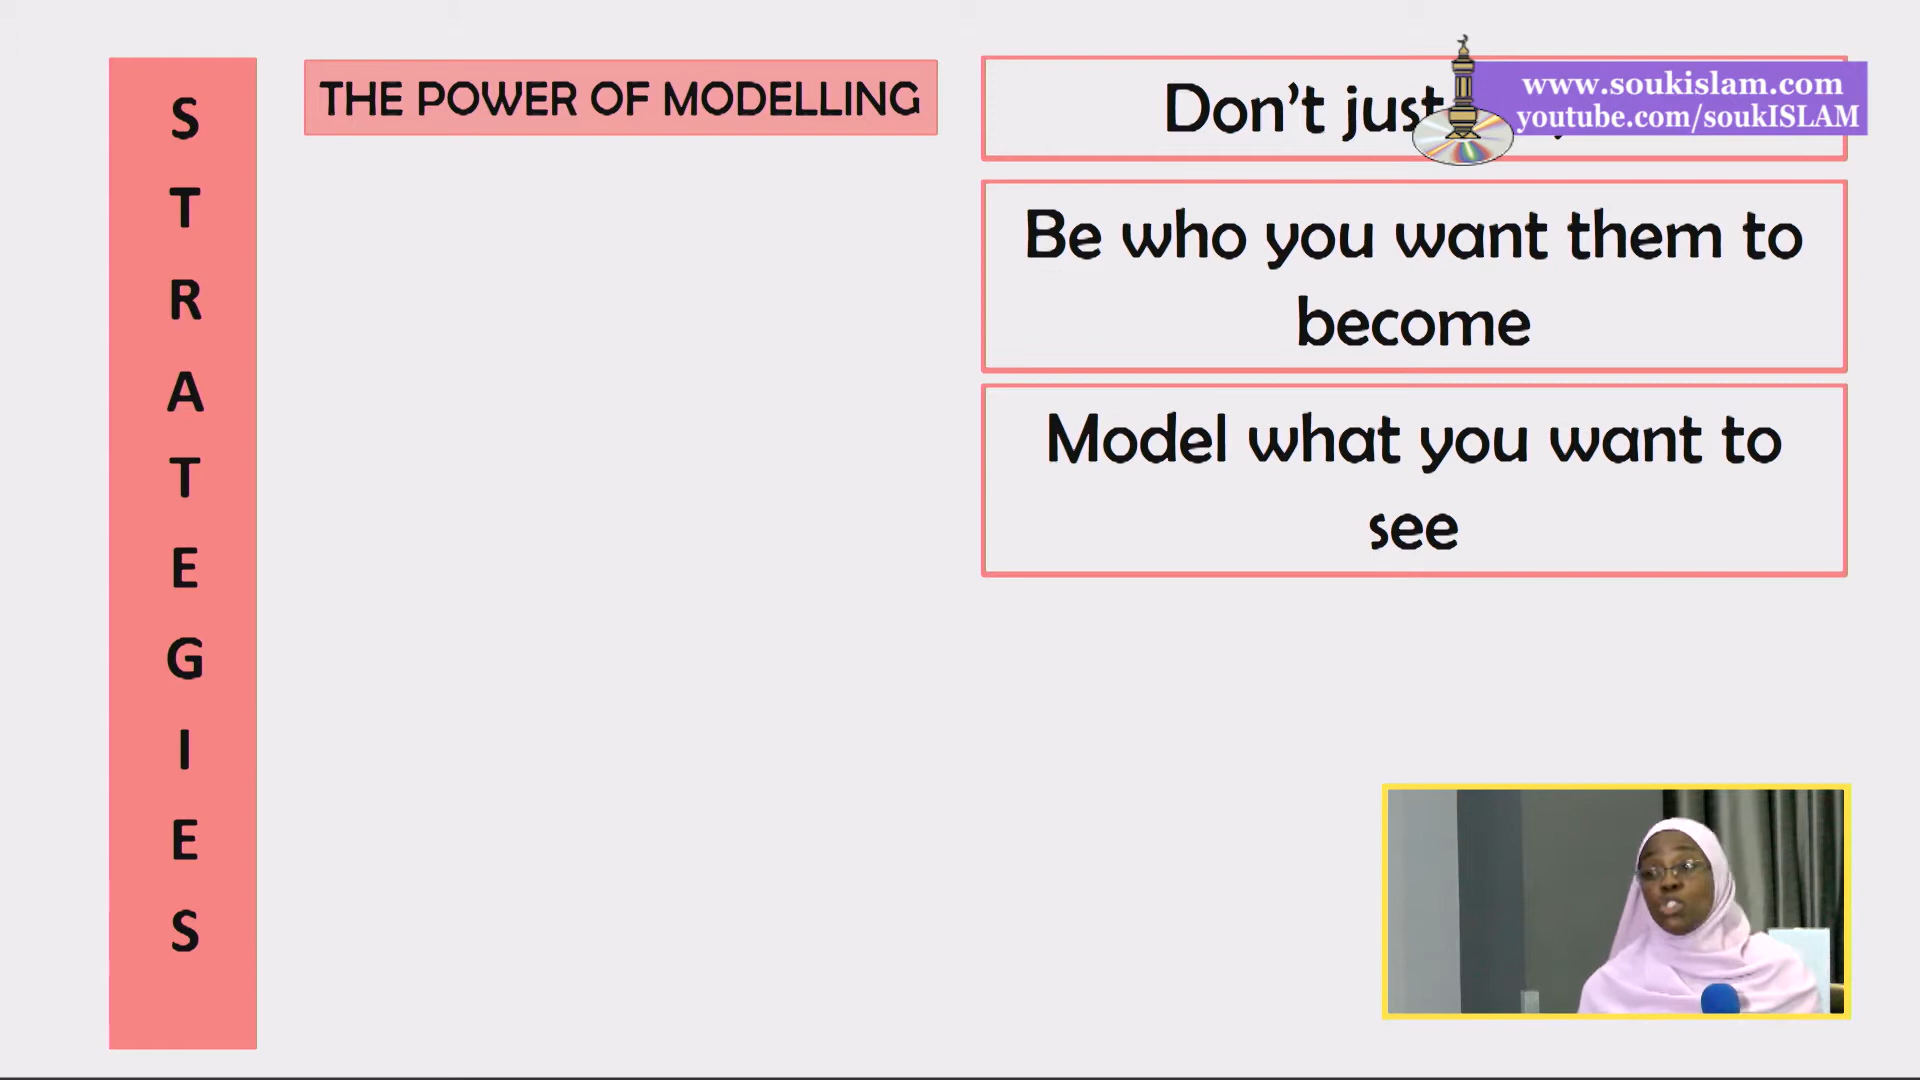 STRATEGIES
THE POWER OF MODELLING
Don't just
www.soukislam.com
youtube.com/soukISLAM
Be who you want them to
become
Model what you want to
see